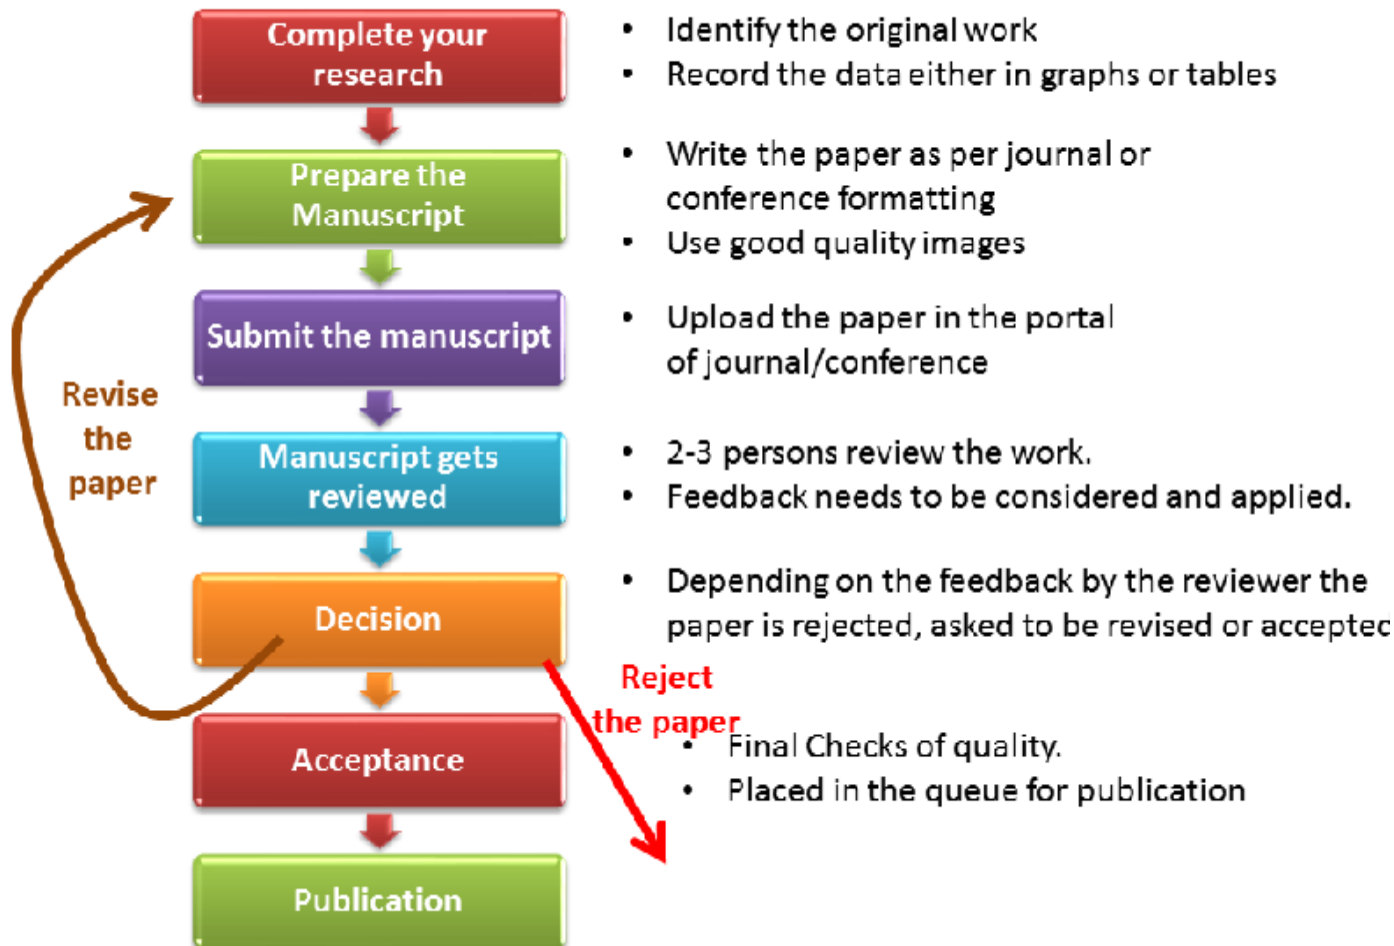 Complete your
research
• Identify the original work
• Record the data either in graphs or tables
Prepare the
Manuscript
• Write the paper as per journal or
conference formatting
• Use good quality images
Submit the manuscript
• Upload the paper in the portal
of journal/conference
Revise
the
paper
Manuscript gets
reviewed
• 2-3 persons review the work.
• Feedback needs to be considered and applied.
Decision
• Depending on the feedback by the reviewer the
paper is rejected, asked to be revised or accepted
Reject
the paper
Acceptance
• Final Checks of quality.
• Placed in the queue for publication
Publication